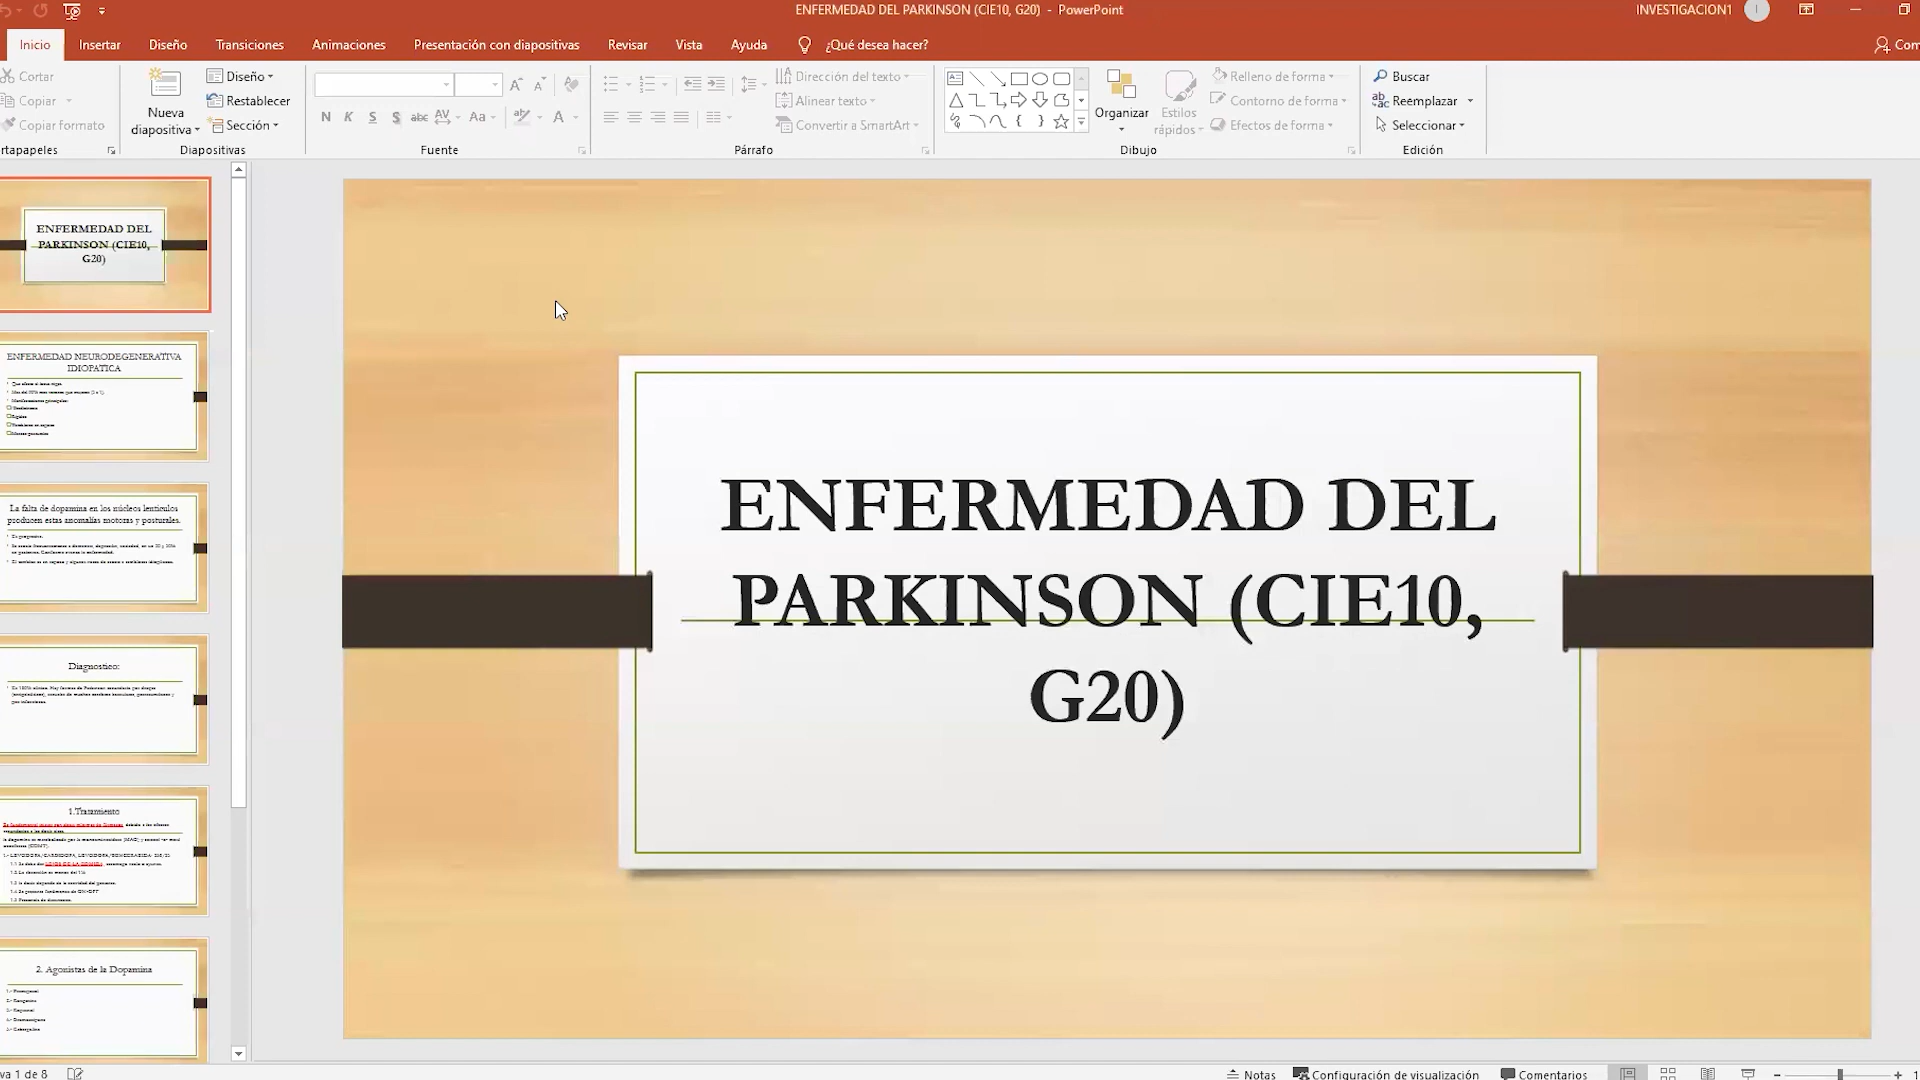 ENFERMEDAD DEL PARKINSON (CIE10, G20) - PowerPoint
INVESTIGACION1
I
Inicio
Insertar
Diseño
Transiciones
Animaciones
Presentación con diapositivas
Revisar
Vista
Ayuda
¿Qué desea hacer?
Com
Cortar
Copiar
Copiar formato
rtapapeles
Nueva
diapositiva
Diseño
Restablecer
Sección
Diapositivas
N K S S abc AV Aa A
Fuente
Dirección del texto
Alinear texto
Convertir a SmartArt
Párrafo
Organizar
Estilos
rápidos
Relleno de forma
Contorno de forma
Efectos de forma
Dibujo
Buscar
Reemplazar
Seleccionar
Edición
ENFERMEDAD DEL
PARKINSON (CIE10,
G20)
ENFERMEDAD NEURODEGENERATIVA
IDIOPATICA
La falta de dopamina en los núcleos lenticulo
producen estas anomalías motoras y posturales.
Diagnostico:
1.Tratamiento
2. Agonistas de la Dopamina
ENFERMEDAD DEL
PARKINSON (CIE10,
G20)
va 1 de 8
Notas
Configuración de visualización
Comentarios
1